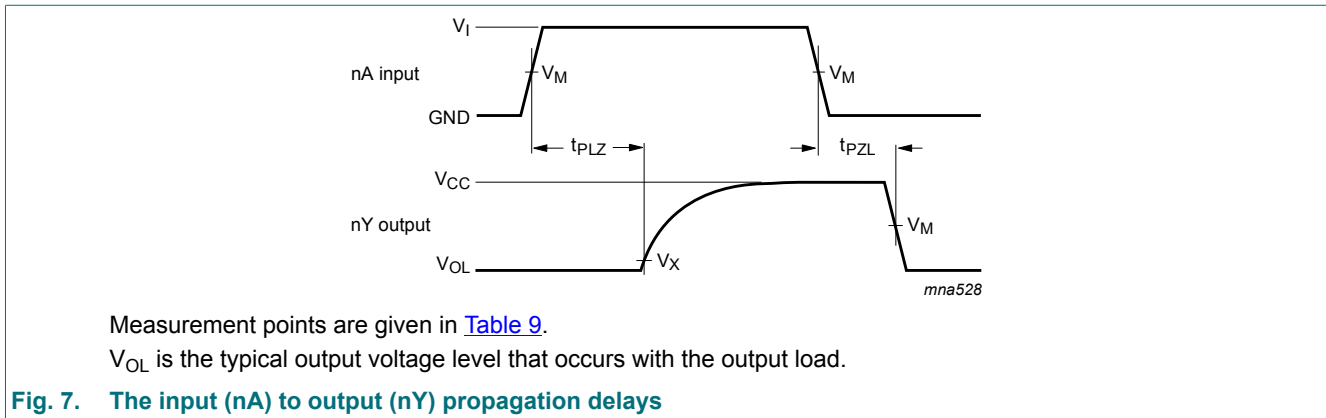 V_I
nA input
V_M
V_M
GND
t_PLZ
t_PZL
V_CC
nY output
V_M
V_OL
V_X
mna528
Measurement points are given in Table 9.
V_OL is the typical output voltage level that occurs with the output load.
Fig. 7. The input (nA) to output (nY) propagation delays